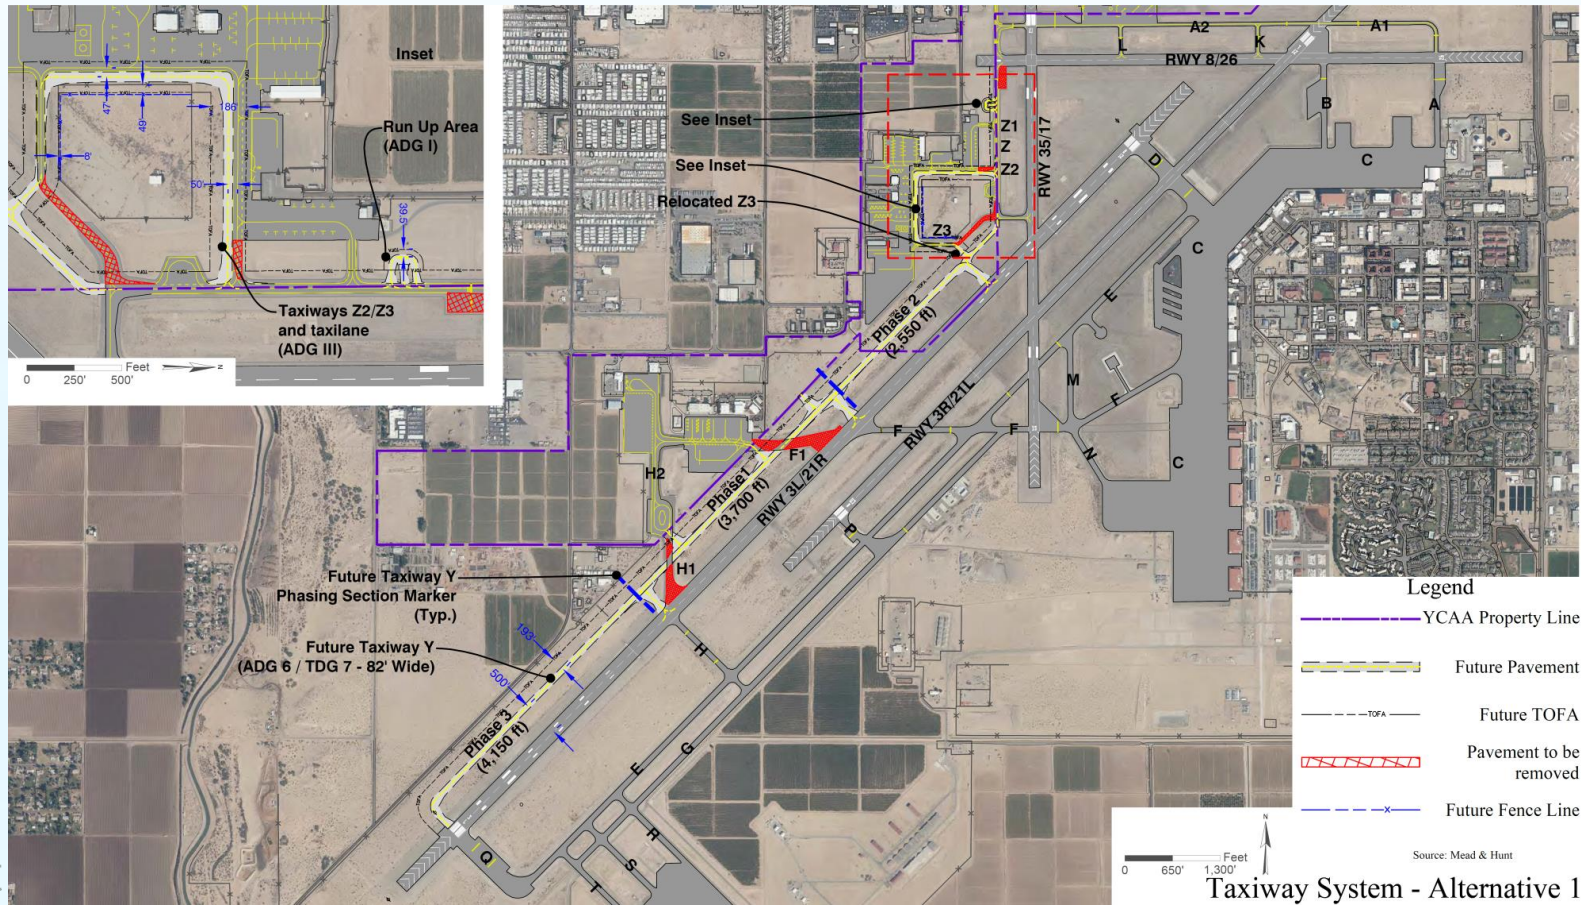 Inset
47'
49'
186'
8'
50'
39.5'
Run Up Area
(ADG I)
Taxiways Z2/Z3
and taxilane
(ADG III)
0 250' 500' Feet
N
See Inset
See Inset
Relocated Z3
Z1
Z
Z2
Z3
TOFA
RWY 35/17
A2
A1
L
K
RWY 8/26
B
A
C
D
C
E
M
F
N
C
Phase 2
(2,550 ft)
RWY 3R/21L
F
F
F1
RWY 3L/21R
Phase1
(3,700 ft)
H2
H1
P
Future Taxiway Y
Phasing Section Marker
(Typ.)
Future Taxiway Y
(ADG 6 / TDG 7 - 82' Wide)
193'
500'
H
Phase 3
(4,150 ft)
TOFA
G
E
R
S
T
Q
Legend
YCAA Property Line
Future Pavement
TOFA Future TOFA
Pavement to be
removed
x Future Fence Line
N
Source: Mead & Hunt
0 650' 1,300' Feet
Taxiway System - Alternative 1